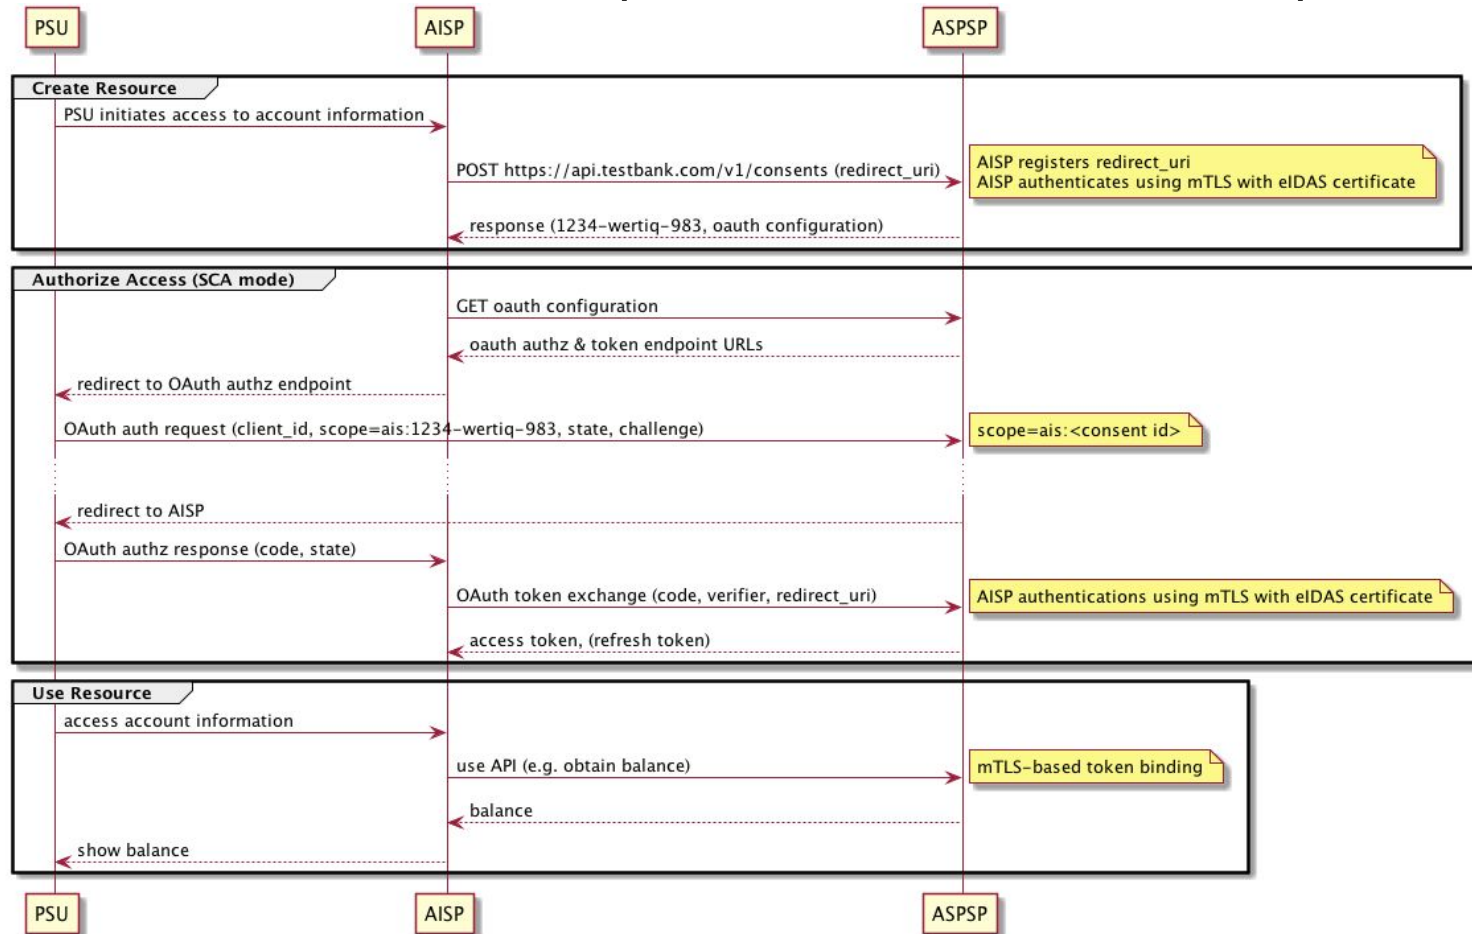 PSU
AISP
ASPSP
Create Resource
PSU initiates access to account information
POST https://api.testbank.com/v1/consents (redirect_uri)
AISP registers redirect_uri
AISP authenticates using mTLS with eIDAS certificate
response (1234-wertiq-983, oauth configuration)
Authorize Access (SCA mode)
GET oauth configuration
oauth authz & token endpoint URLs
redirect to OAuth authz endpoint
OAuth auth request (client_id, scope=ais:1234-wertiq-983, state, challenge)
scope=ais:<consent id>
redirect to AISP
OAuth authz response (code, state)
OAuth token exchange (code, verifier, redirect_uri)
AISP authentications using mTLS with eIDAS certificate
access token, (refresh token)
Use Resource
access account information
use API (e.g. obtain balance)
mTLS-based token binding
balance
show balance
PSU
AISP
ASPSP